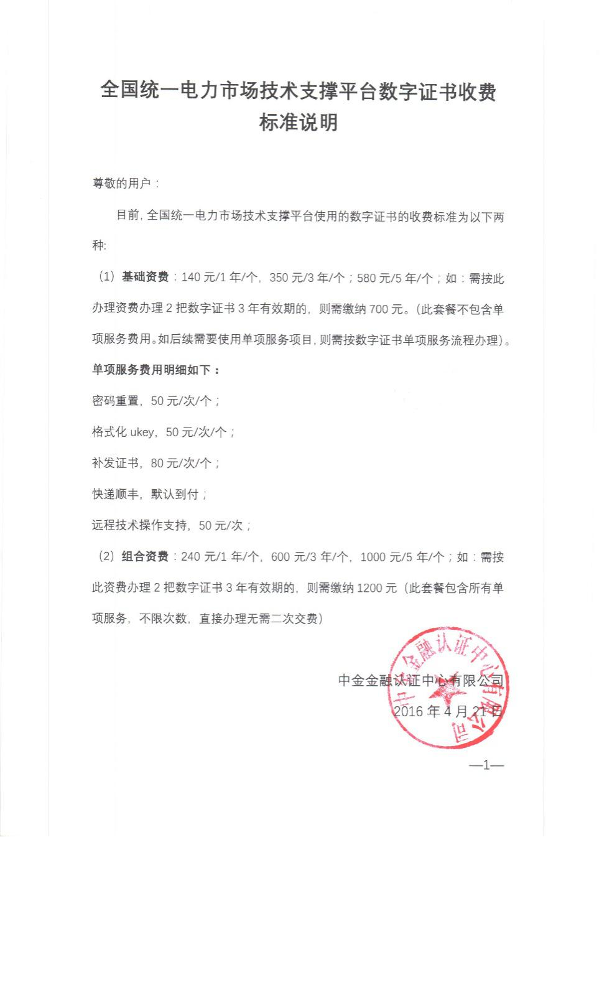 全国统一电力市场技术支撑平台数字证书收费
标准说明
尊敬的用户：
目前，全国统一电力市场技术支撑平台使用的数字证书的收费标准为以下两
种：
（1）基础资费：140 元/1 年/个，350 元/3 年/个；580 元/5 年/个；如：需按此
办理资费办理 2 把数字证书 3 年有效期的，则需缴纳 700 元。（此套餐不包含单
项服务费用。如后续需要使用单项服务项目，则需按数字证书单项服务流程办理）。
单项服务费用明细如下：
密码重置，50 元/次/个；
格式化 ukey，50 元/次/个；
补发证书，80 元/次/个；
快递顺丰，默认到付；
远程技术操作支持，50 元/次；
（2）组合资费：240 元/1 年/个，600 元/3 年/个，1000 元/5 年/个；如：需按
此资费办理 2 把数字证书 3 年有效期的，则需缴纳 1200 元（此套餐包含所有单
项服务，不限次数，直接办理无需二次交费）
中金金融认证中心有限公司
中金金融认证中心有限公司
2016 年 4 月 21 日
—1—